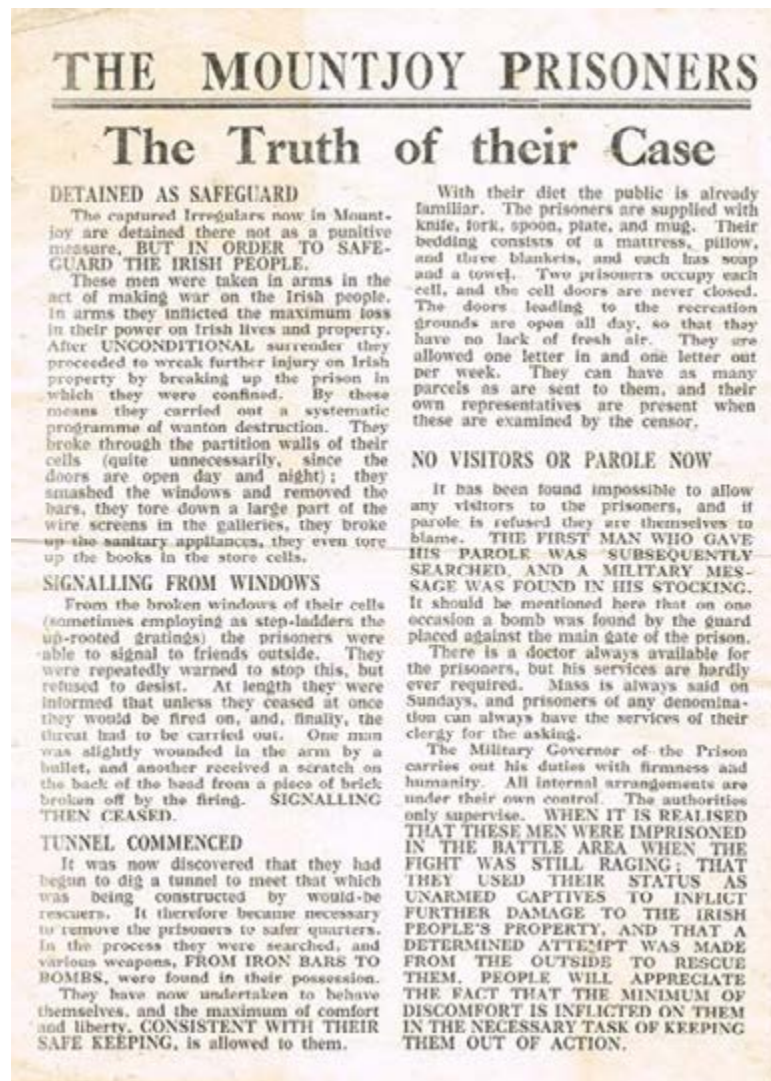 THE MOUNTJOY PRISONERS
The Truth of their Case
DETAINED AS SAFEGUARD
The captured Irregulars now in Mount-
joy are detained there not as a punitive
measure, BUT IN ORDER TO SAFE-
GUARD THE IRISH PEOPLE.
These men were taken in arms in the
act of making war on the Irish people.
In arms they inflicted the maximum loss
in their power on Irish lives and property.
After UNCONDITIONAL surrender they
proceeded to wreak further injury on Irish
property by breaking up the prison in
which they were confined. By these
means they carried out a systematic
programme of wanton destruction. They
broke through the partition walls of their
cells (quite unnecessarily, since the
doors are open day and night); they
smashed the windows and removed the
bars, they tore down a large part of the
wire screens in the galleries, they broke
up the sanitary appliances, they even tore
up the books in the store cells.
SIGNALLING FROM WINDOWS
From the broken windows of their cells
(sometimes employing as step-ladders the
up-rooted gratings) the prisoners were
able to signal to friends outside. They
were repeatedly warned to stop this, but
refused to desist. At length they were
informed that unless they ceased at once
they would be fired on, and, finally, the
threat had to be carried out. One man
was slightly wounded in the arm by a
bullet, and another received a scratch on
the back of the head from a piece of brick
broken off by the firing. SIGNALLING
THEN CEASED.
TUNNEL COMMENCED
It was now discovered that they had
begun to dig a tunnel to meet that which
was being constructed by would-be
rescuers. It therefore became necessary
to remove the prisoners to safer quarters.
In the process they were searched, and
various weapons, FROM IRON BARS TO
BOMBS, were found in their possession.
They have now undertaken to behave
themselves, and the maximum of comfort
and liberty, CONSISTENT WITH THEIR
SAFE KEEPING, is allowed to them.
With their diet the public is already
familiar. The prisoners are supplied with
knife, fork, spoon, plate, and mug. Their
bedding consists of a mattress, pillow,
and three blankets, and each has soap
and a towel. Two prisoners occupy each
cell, and the cell doors are never closed.
The doors leading to the recreation
grounds are open all day, so that they
have no lack of fresh air. They are
allowed one letter in and one letter out
per week. They can have as many
parcels as are sent to them, and their
own representatives are present when
these are examined by the censor.
NO VISITORS OR PAROLE NOW
It has been found impossible to allow
any visitors to the prisoners, and if
parole is refused they are themselves to
blame. THE FIRST MAN WHO GAVE
HIS PAROLE WAS SUBSEQUENTLY
SEARCHED, AND A MILITARY MES-
SAGE WAS FOUND IN HIS STOCKING.
It should be mentioned here that on one
occasion a bomb was found by the guard
placed against the main gate of the prison.
There is a doctor always available for
the prisoners, but his services are hardly
ever required. Mass is always said on
Sundays, and prisoners of any denomina-
tion can always have the services of their
clergy for the asking.
The Military Governor of the Prison
carries out his duties with firmness and
humanity. All internal arrangements are
under their own control. The authorities
only supervise. WHEN IT IS REALISED
THAT THESE MEN WERE IMPRISONED
IN THE BATTLE AREA WHEN THE
FIGHT WAS STILL RAGING; THAT
THEY USED THEIR STATUS AS
UNARMED CAPTIVES TO INFLICT
FURTHER DAMAGE TO THE IRISH
PEOPLE'S PROPERTY, AND THAT A
DETERMINED ATTEMPT WAS MADE
FROM THE OUTSIDE TO RESCUE
THEM, PEOPLE WILL APPRECIATE
THE FACT THAT THE MINIMUM OF
DISCOMFORT IS INFLICTED ON THEM
IN THE NECESSARY TASK OF KEEPING
THEM OUT OF ACTION.